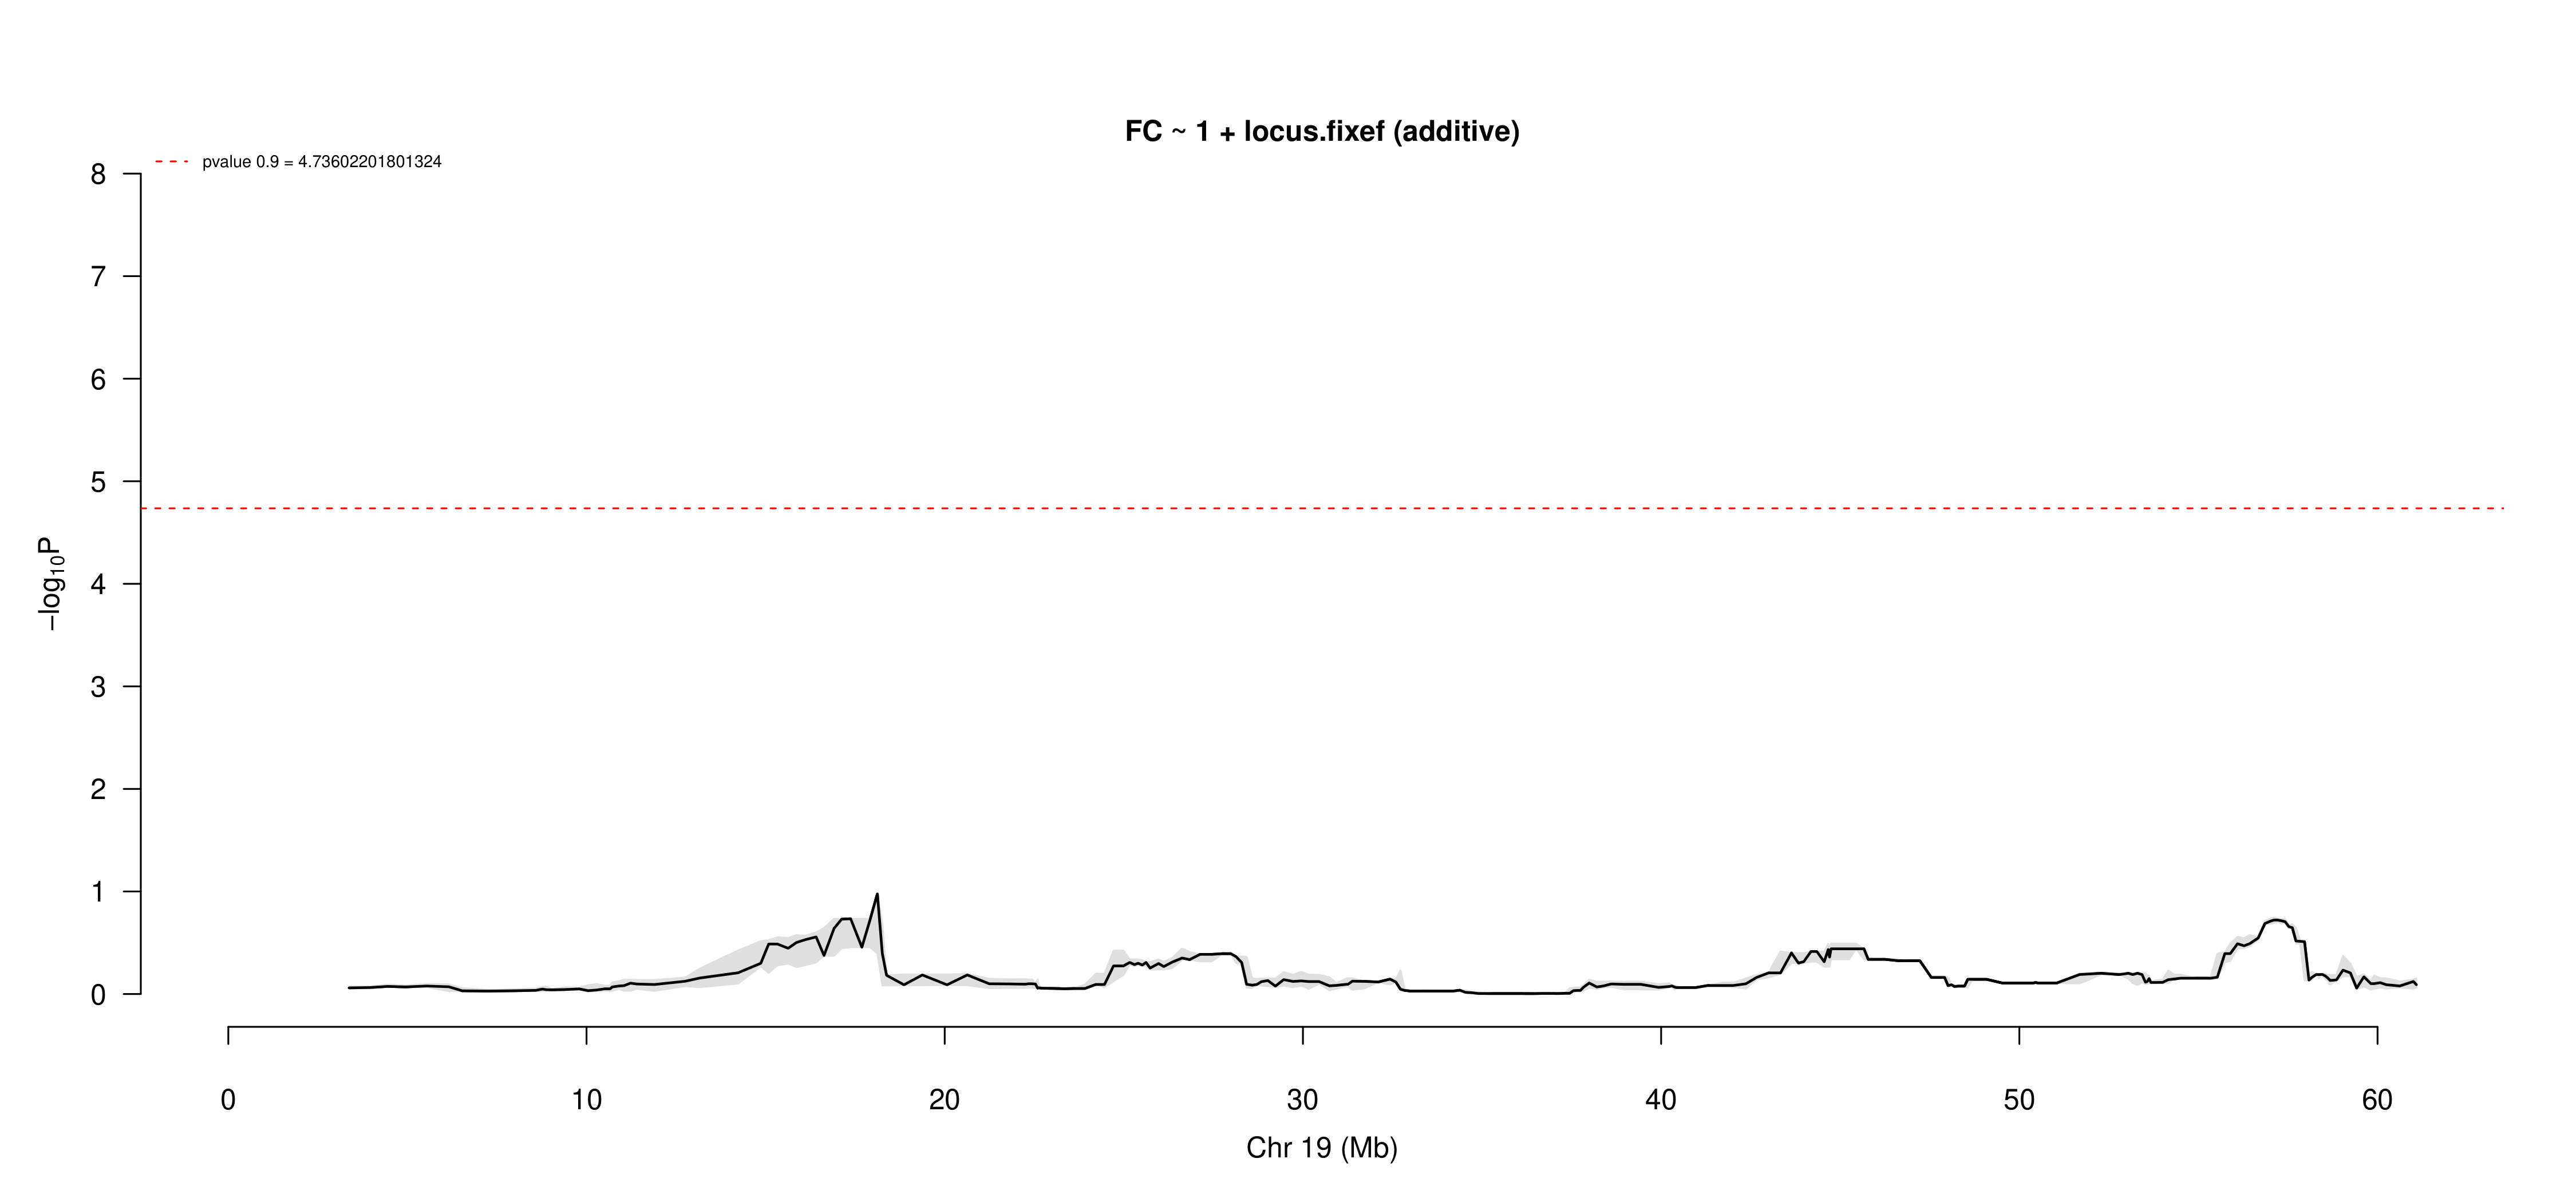 FC ~ 1 + locus.fixef (additive)
pvalue 0.9 = 4.73602201801324
8
7
6
5
4
3
2
1
0
−log10P
0 10 20 30 40 50 60
Chr 19 (Mb)